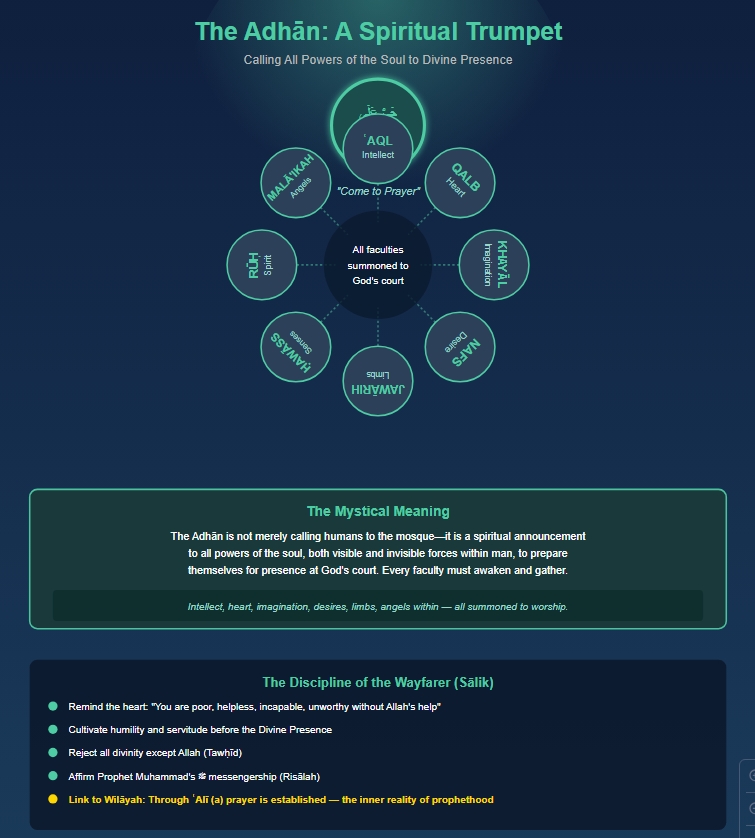 The Adhān: A Spiritual Trumpet
Calling All Powers of the Soul to Divine Presence
ʿAQL
Intellect
"Come to Prayer"
MALĀʾIKAH
Angels
QALB
Heart
RŪḤ
Spirit
All faculties
summoned to
God's court
KHAYĀL
Imagination
ḤAWĀSS
Senses
NAFS
Desire
JAWĀRIḤ
Limbs
The Mystical Meaning
The Adhān is not merely calling humans to the mosque—it is a spiritual announcement
to all powers of the soul, both visible and invisible forces within man, to prepare
themselves for presence at God's court. Every faculty must awaken and gather.
Intellect, heart, imagination, desires, limbs, angels within — all summoned to worship.
The Discipline of the Wayfarer (Sālik)
Remind the heart: "You are poor, helpless, incapable, unworthy without Allah's help"
Cultivate humility and servitude before the Divine Presence
Reject all divinity except Allah (Tawḥīd)
Affirm Prophet Muhammad's ﷺ messengership (Risālah)
Link to Wilāyah: Through ʿAlī (a) prayer is established — the inner reality of prophethood